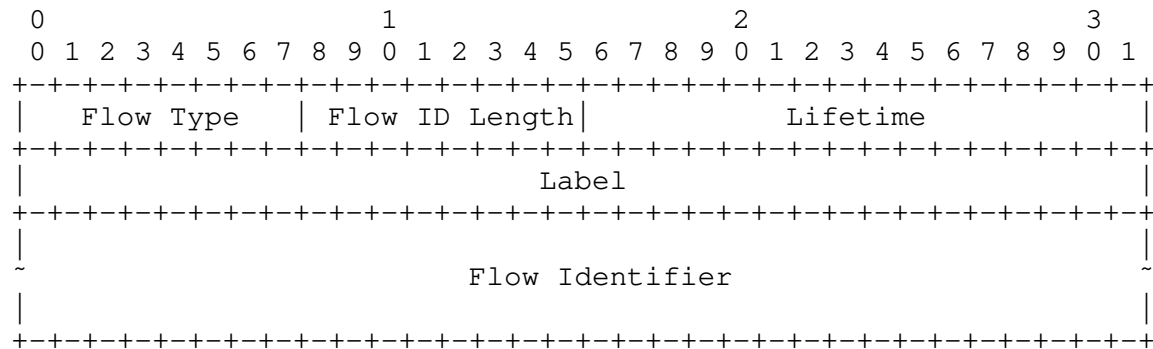 0                   1                   2                   3
 0 1 2 3 4 5 6 7 8 9 0 1 2 3 4 5 6 7 8 9 0 1 2 3 4 5 6 7 8 9 0 1
+-+-+-+-+-+-+-+-+-+-+-+-+-+-+-+-+-+-+-+-+-+-+-+-+-+-+-+-+-+-+-+-+
|   Flow Type   | Flow ID Length|           Lifetime            |
+-+-+-+-+-+-+-+-+-+-+-+-+-+-+-+-+-+-+-+-+-+-+-+-+-+-+-+-+-+-+-+-+
|                             Label                             |
+-+-+-+-+-+-+-+-+-+-+-+-+-+-+-+-+-+-+-+-+-+-+-+-+-+-+-+-+-+-+-+-+
|                                                               |
~                         Flow Identifier                       ~
|                                                               |
+-+-+-+-+-+-+-+-+-+-+-+-+-+-+-+-+-+-+-+-+-+-+-+-+-+-+-+-+-+-+-+-+